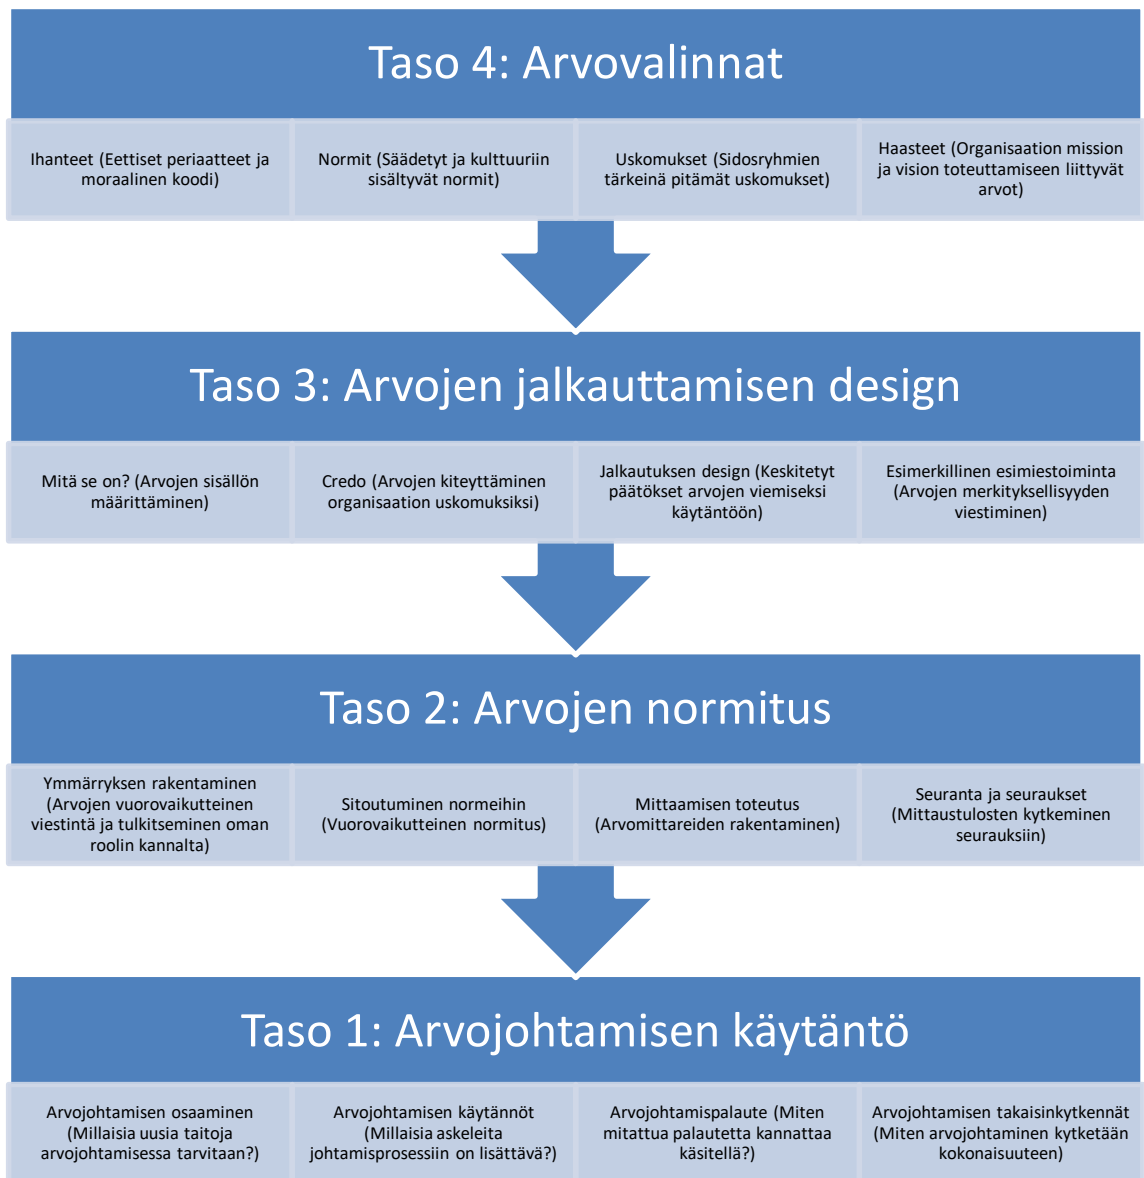 Taso 4: Arvovalinnat
Ihanteet (Eettiset periaatteet ja
moraalinen koodi)
Normit (Säädetyt ja kulttuuriin
sisältyvät normit)
Uskomukset (Sidosryhmien
tärkeinä pitämät uskomukset)
Haasteet (Organisaation mission
ja vision toteuttamiseen liittyvät
arvot)
Taso 3: Arvojen jalkauttamisen design
Mitä se on? (Arvojen sisällön
määrittäminen)
Credo (Arvojen kiteyttäminen
organisaation uskomuksiksi)
Jalkautuksen design (Keskitetyt
päätökset arvojen viemiseksi
käytäntöön)
Esimerkillinen esimiestoiminta
(Arvojen merkityksellisyyden
viestiminen)
Taso 2: Arvojen normitus
Ymmärryksen rakentaminen
(Arvojen vuorovaikutteinen
viestintä ja tulkitseminen oman
roolin kannalta)
Sitoutuminen normeihin
(Vuorovaikutteinen normitus)
Mittaamisen toteutus
(Arvomittareiden rakentaminen)
Seuranta ja seuraukset
(Mittaustulosten kytkeminen
seurauksiin)
Taso 1: Arvojohtamisen käytäntö
Arvojohtamisen osaaminen
(Millaisia uusia taitoja
arvojohtamisessa tarvitaan?)
Arvojohtamisen käytännöt
(Millaisia askeleita
johtamisprosessiin on lisättävä?)
Arvojohtamispalaute (Miten
mitattua palautetta kannattaa
käsitellä?)
Arvojohtamisen takaisinkytkennät
(Miten arvojohtaminen kytketään
kokonaisuuteen)